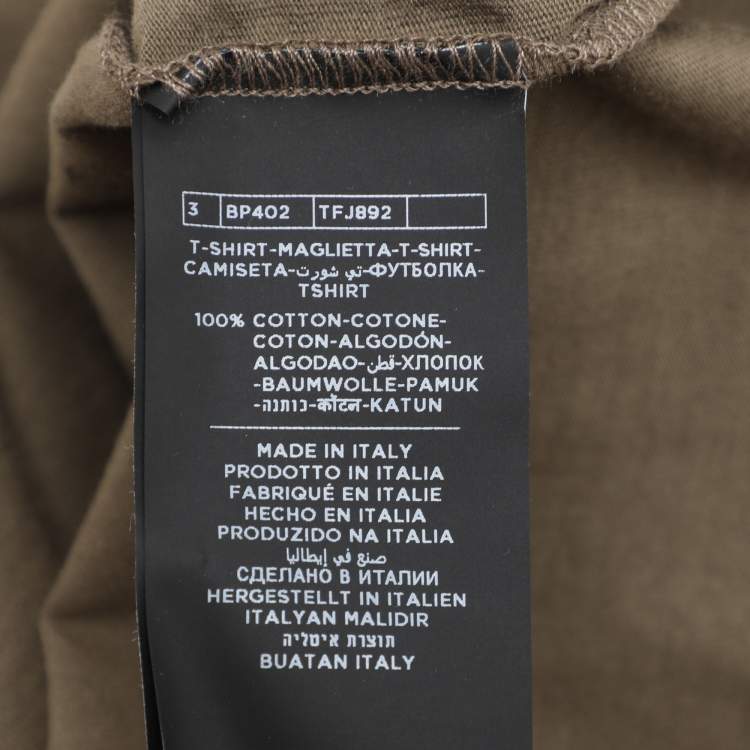 3 BP402 TFJ892
T-SHIRT-MAGLIETTA-T-SHIRT-
CAMISETA-تي شورت-ФУТБОЛКА-
TSHIRT
100% COTTON-COTONE-
COTON-ALGODÓN-
ALGODAO-قطن-ХЛОПОК
-BAUMWOLLE-PAMUK
-כותנה-कॉटन-KATUN
MADE IN ITALY
PRODOTTO IN ITALIA
FABRIQUÉ EN ITALIE
HECHO EN ITALIA
PRODUZIDO NA ITALIA
صنع في إيطاليا
СДЕЛАНО В ИТАЛИИ
HERGESTELLT IN ITALIEN
ITALYAN MALIDIR
תוצרת איטליה
BUATAN ITALY